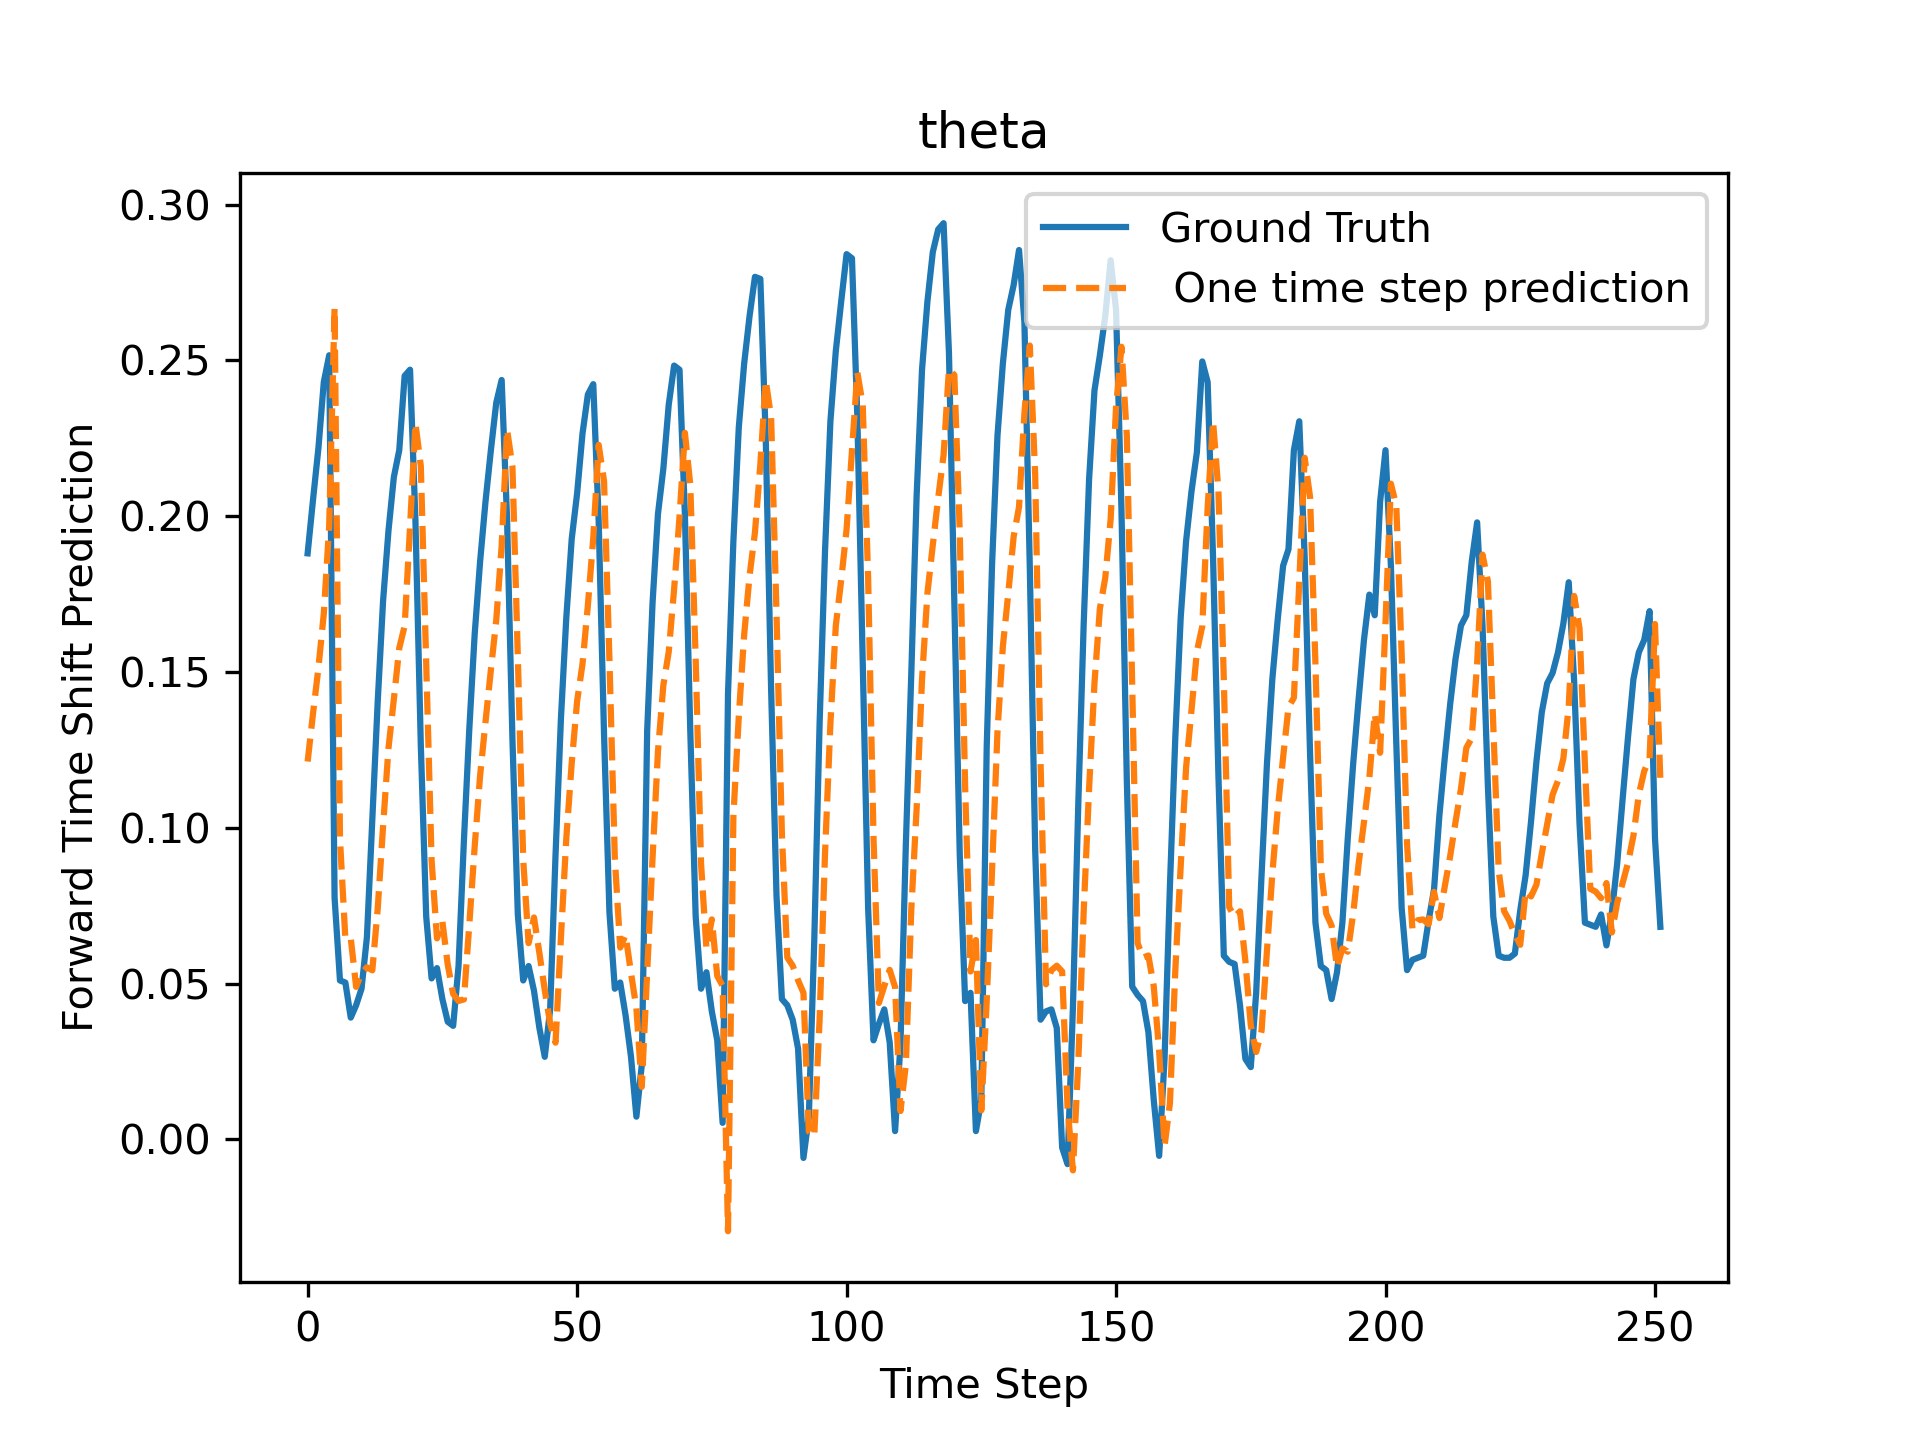 theta
Forward Time Shift Prediction
0.30
0.25
0.20
0.15
0.10
0.05
0.00
Ground Truth
One time step prediction
0 50 100 150 200 250
Time Step